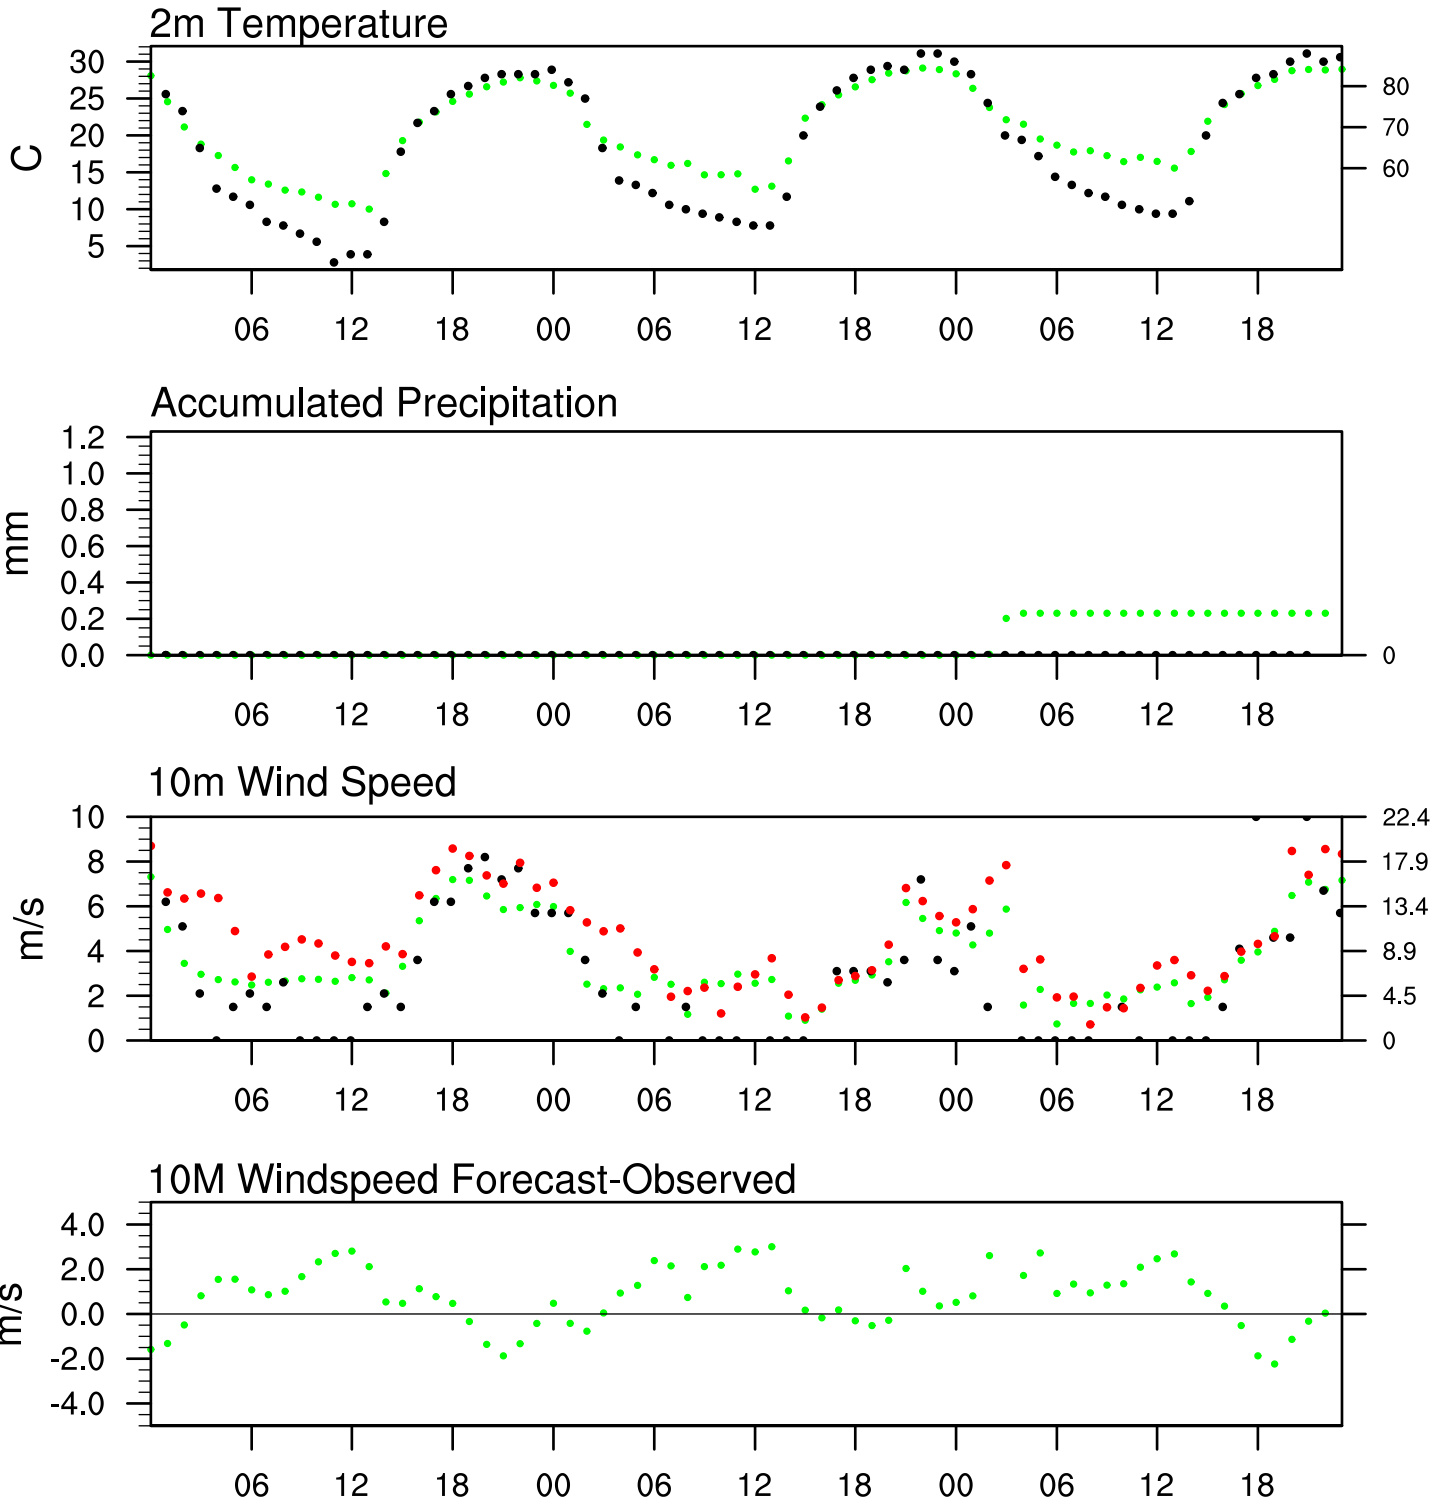 2m Temperature
30
25
20
15
10
5
C
80
70
60
06 12 18 00 06 12 18 00 06 12 18
Accumulated Precipitation
1.2
1.0
0.8
0.6
0.4
0.2
0.0
mm
0
06 12 18 00 06 12 18 00 06 12 18
10m Wind Speed
10
8
6
4
2
0
m/s
22.4
17.9
13.4
8.9
4.5
0
06 12 18 00 06 12 18 00 06 12 18
10M Windspeed Forecast-Observed
4.0
2.0
0.0
-2.0
-4.0
m/s
06 12 18 00 06 12 18 00 06 12 18